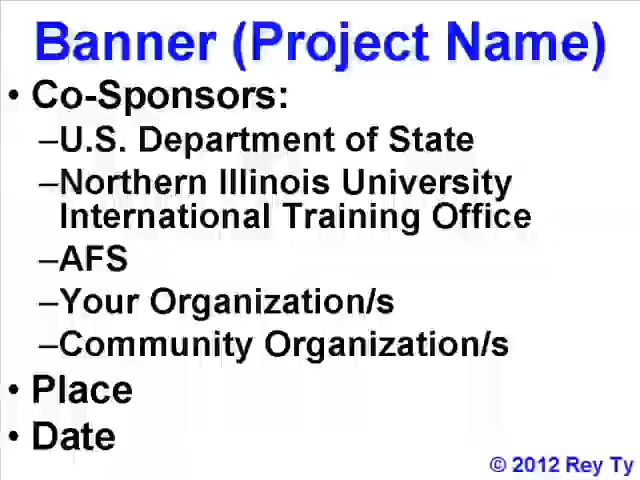 Banner (Project Name)
• Co-Sponsors:
–U.S. Department of State
–Northern Illinois University
International Training Office
–AFS
–Your Organization/s
–Community Organization/s
• Place
• Date
© 2012 Rey Ty